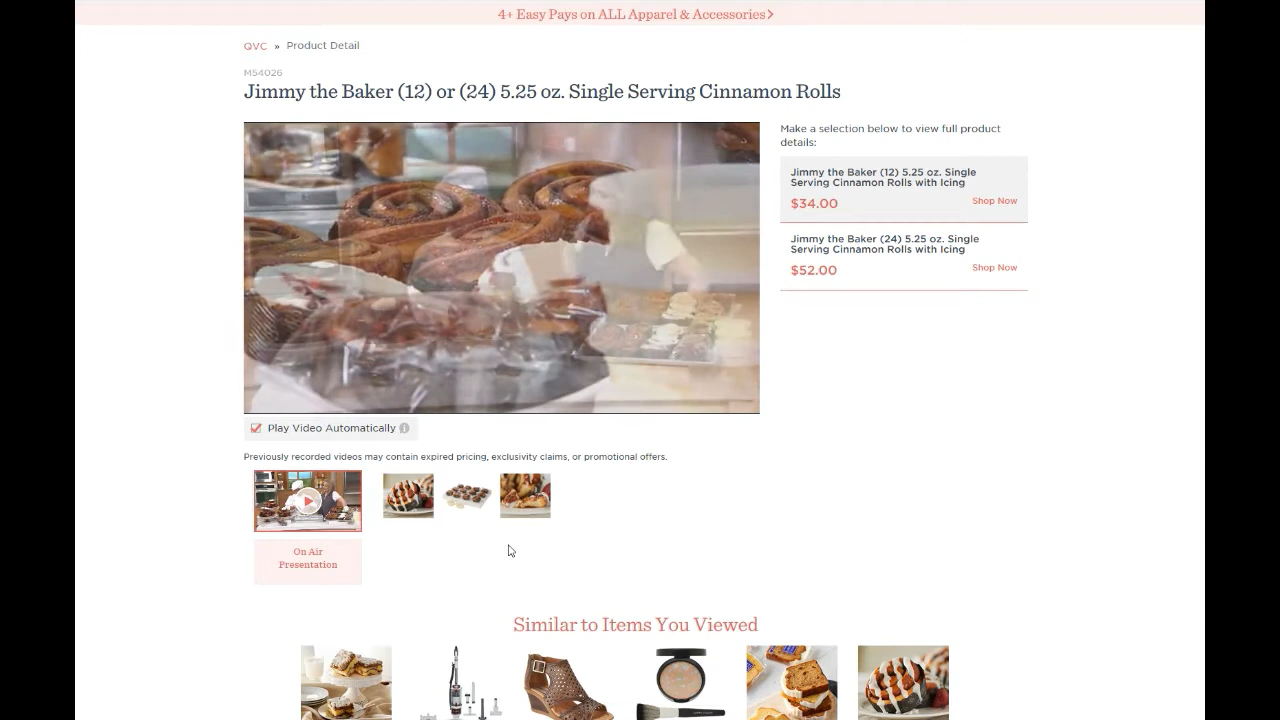 4+ Easy Pays on ALL Apparel & Accessories
QVC » Product Detail
M54026
Jimmy the Baker (12) or (24) 5.25 oz. Single Serving Cinnamon Rolls
Make a selection below to view full product
details:
Jimmy the Baker (12) 5.25 oz. Single
Serving Cinnamon Rolls with Icing
$34.00 Shop Now
Jimmy the Baker (24) 5.25 oz. Single
Serving Cinnamon Rolls with Icing
$52.00 Shop Now
Play Video Automatically
Previously recorded videos may contain expired pricing, exclusivity claims, or promotional offers.
On Air
Presentation
Similar to Items You Viewed